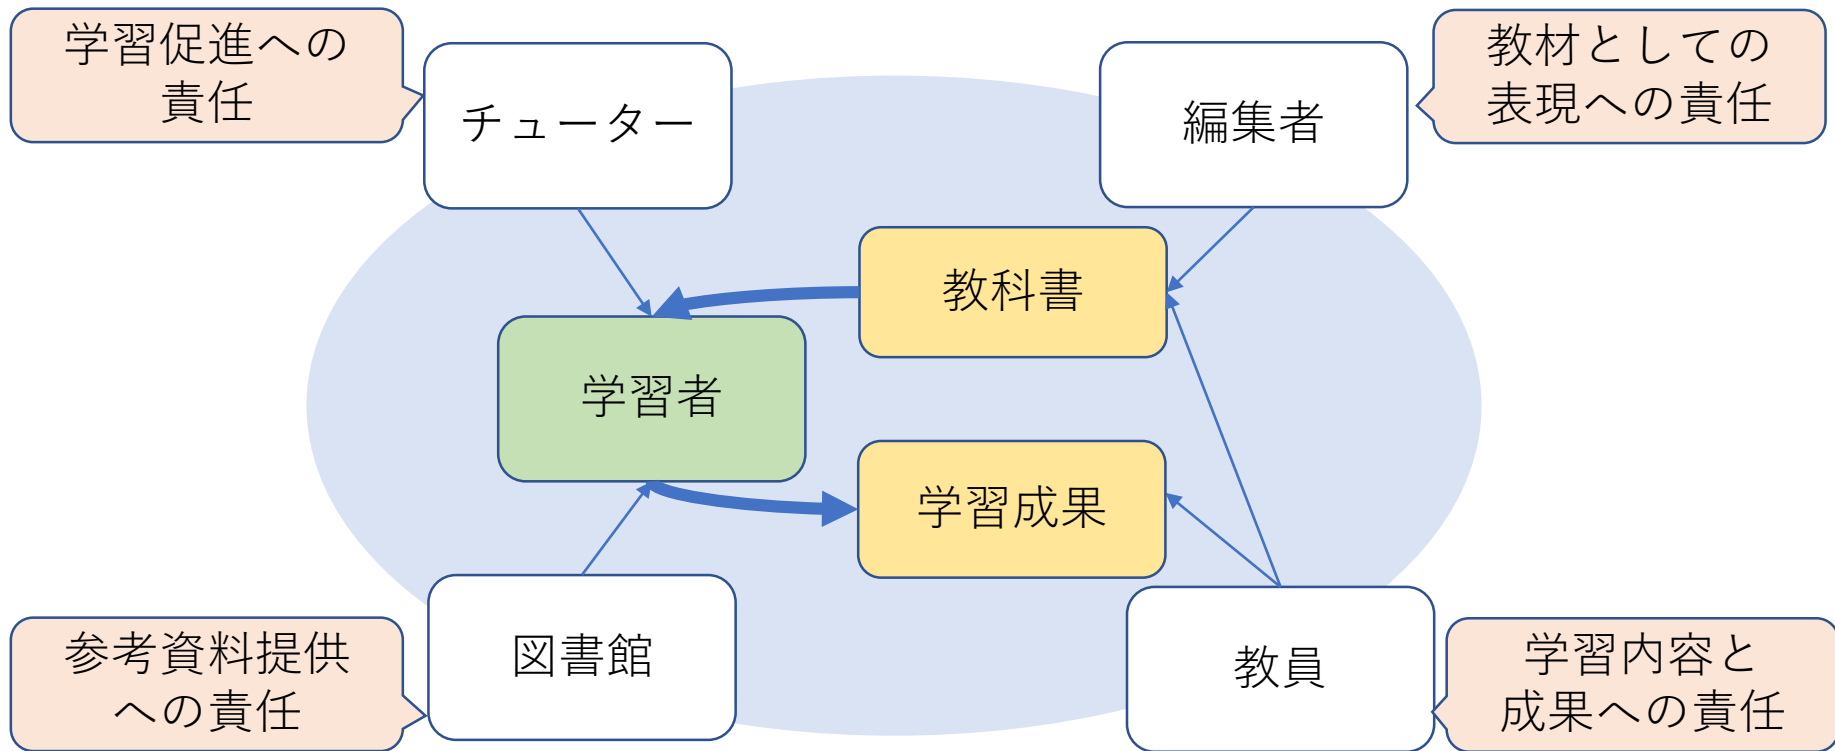 学習促進への
責任
チューター
編集者
教材としての
表現への責任
教科書
学習者
学習成果
参考資料提供
への責任
図書館
教員
学習内容と
成果への責任